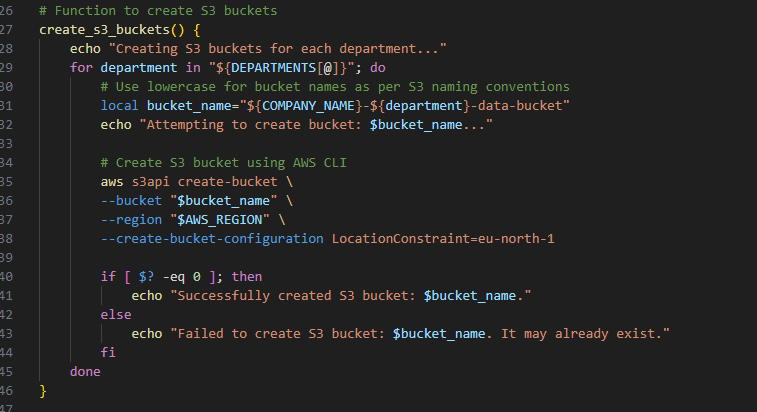 26 # Function to create S3 buckets
27 create_s3_buckets() {
28     echo "Creating S3 buckets for each department..."
29     for department in "${DEPARTMENTS[@]}"; do
30         # Use lowercase for bucket names as per S3 naming conventions
31         local bucket_name="${COMPANY_NAME}-${department}-data-bucket"
32         echo "Attempting to create bucket: $bucket_name..."
33
34         # Create S3 bucket using AWS CLI
35         aws s3api create-bucket \
36         --bucket "$bucket_name" \
37         --region "$AWS_REGION" \
38         --create-bucket-configuration LocationConstraint=eu-north-1
39
40         if [ $? -eq 0 ]; then
41             echo "Successfully created S3 bucket: $bucket_name."
42         else
43             echo "Failed to create S3 bucket: $bucket_name. It may already exist."
44         fi
45     done
46 }
47